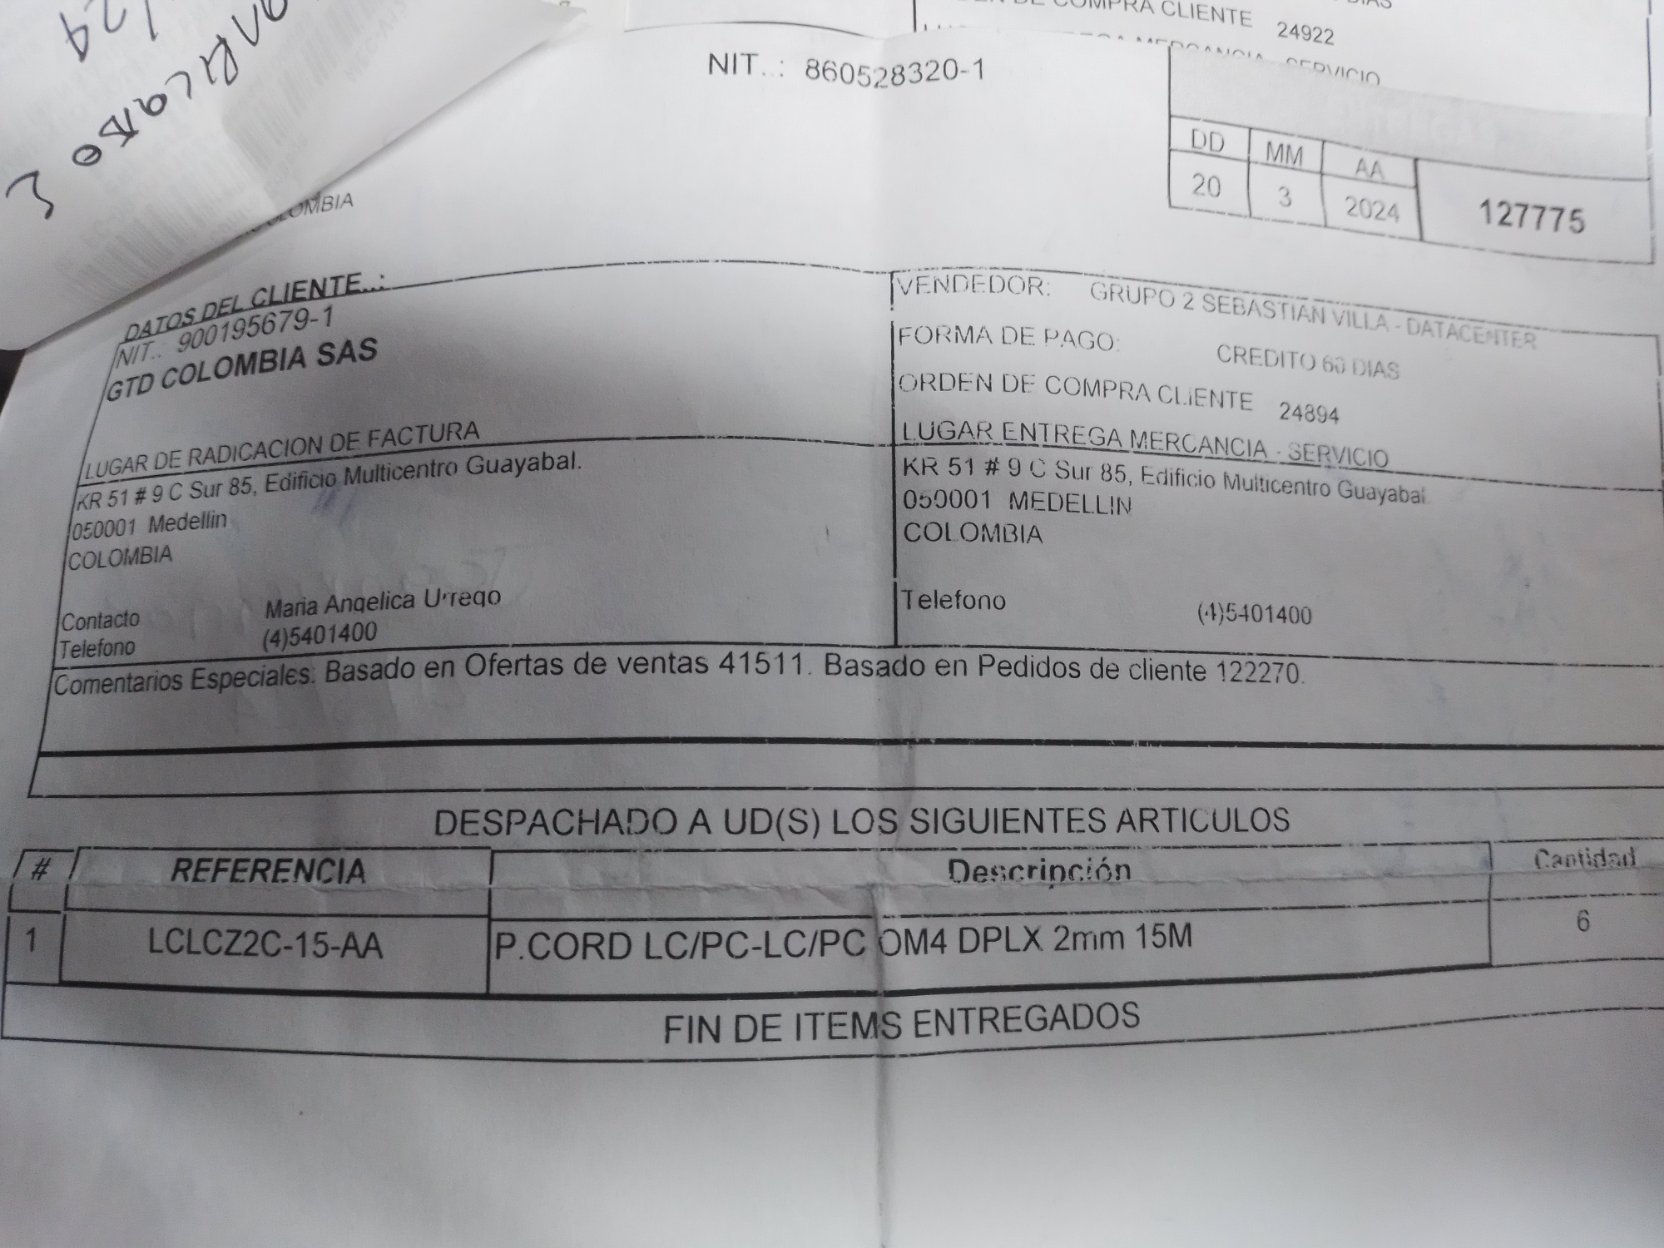 COMPRA CLIENTE 24922
SERVICIO
NIT..: 860528320-1
DD MM AA
20 3 2024 127775
COLOMBIA
DATOS DEL CLIENTE..:
NIT.: 900195679-1
GTD COLOMBIA SAS
LUGAR DE RADICACION DE FACTURA
KR 51 # 9 C Sur 85, Edificio Multicentro Guayabal.
050001 Medellin
COLOMBIA
Contacto Maria Angelica Urrego
Telefono (4)5401400
VENDEDOR: GRUPO 2 SEBASTIAN VILLA - DATACENTER
FORMA DE PAGO: CREDITO 60 DIAS
ORDEN DE COMPRA CLIENTE 24894
LUGAR ENTREGA MERCANCIA - SERVICIO
KR 51 # 9 C Sur 85, Edificio Multicentro Guayabal
050001 MEDELLIN
COLOMBIA
Telefono (4)5401400
Comentarios Especiales: Basado en Ofertas de ventas 41511. Basado en Pedidos de cliente 122270.
DESPACHADO A UD(S) LOS SIGUIENTES ARTICULOS
# REFERENCIA Descripción Cantidad
1 LCLCZ2C-15-AA P.CORD LC/PC-LC/PC OM4 DPLX 2mm 15M 6
FIN DE ITEMS ENTREGADOS